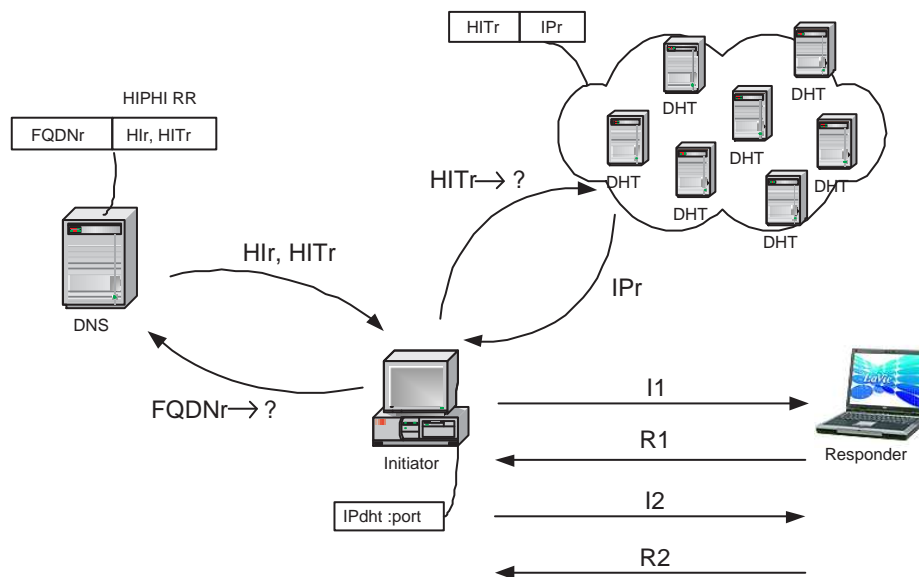 HITr IPr
DHT
DHT
DHT
DHT
DHT
DHT
DHT
DHT
HIPHI RR
FQDNr HIr, HITr
HITr→ ?
HIr, HITr
IPr
DNS
FQDNr→ ?
Initiator
IPdht :port
I1
R1
I2
R2
LaVie
Responder